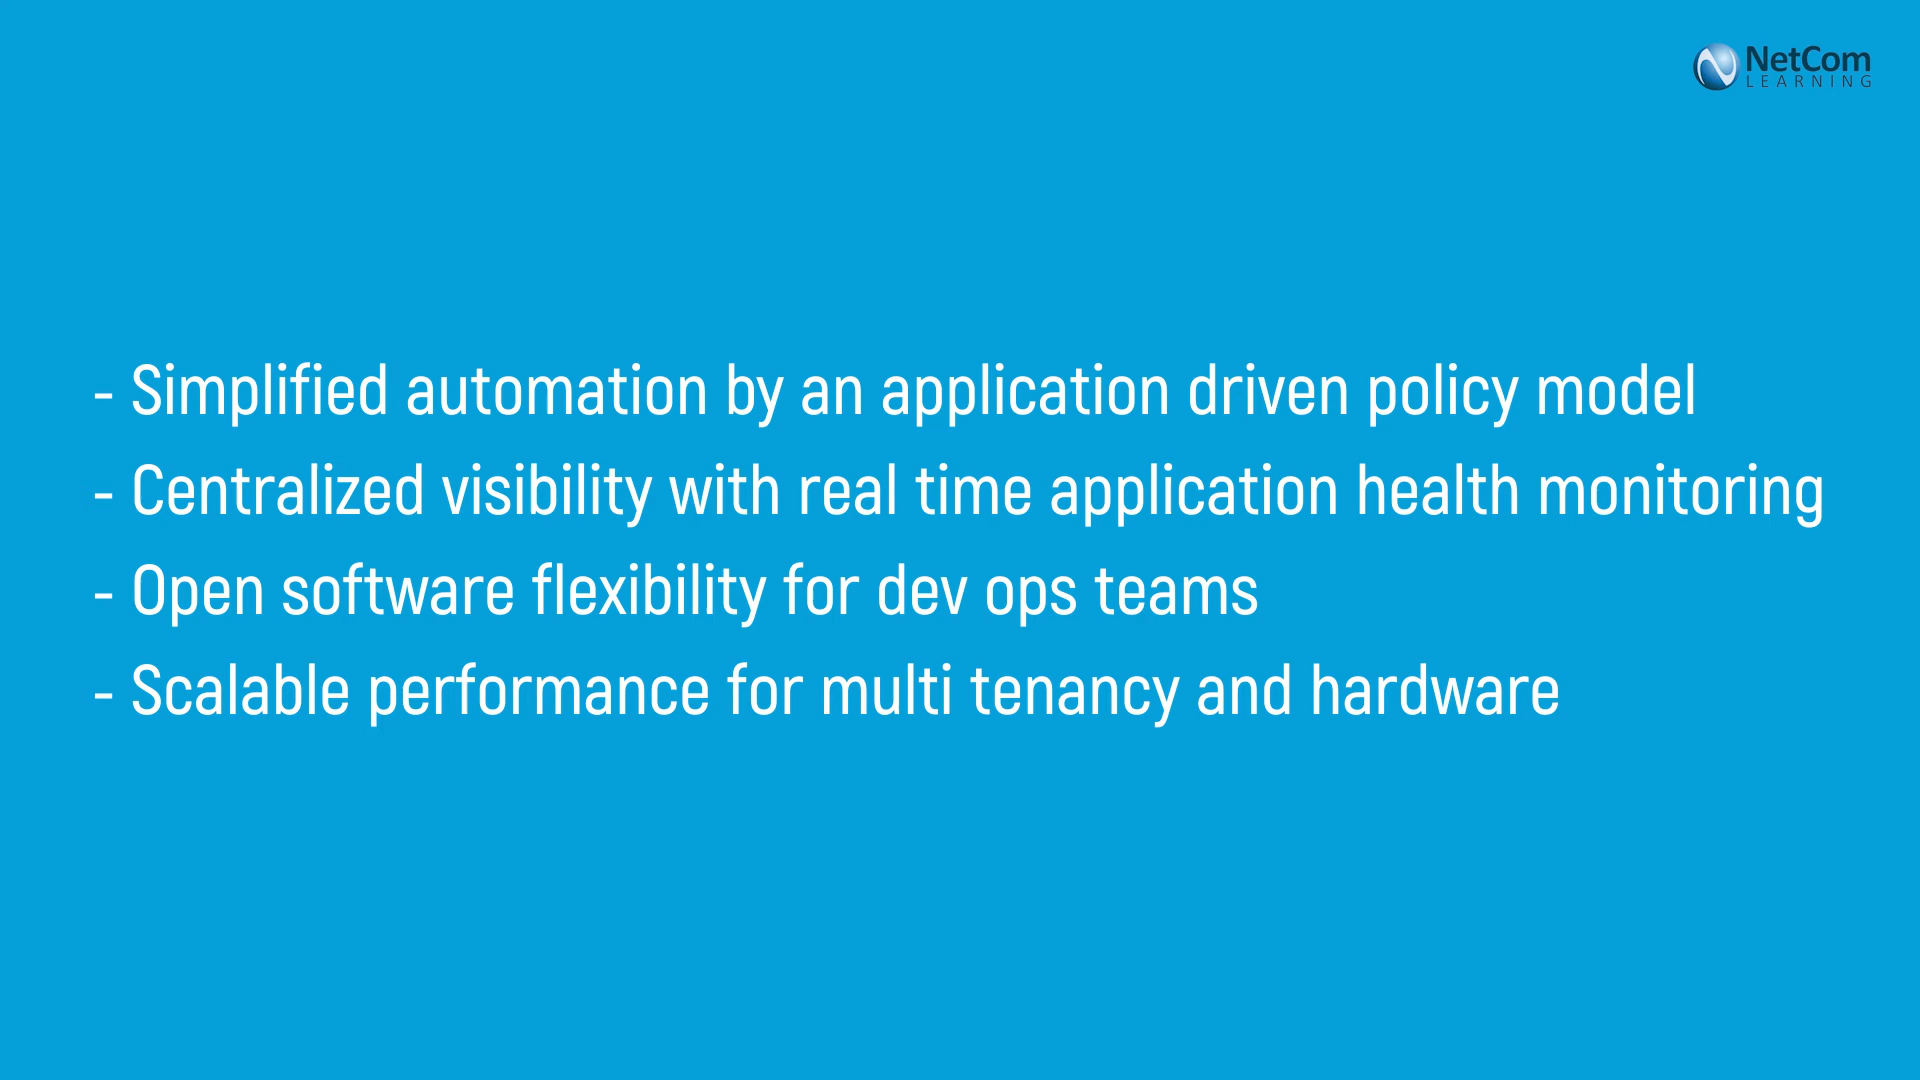 NetCom
LEARNING
- Simplified automation by an application driven policy model
- Centralized visibility with real time application health monitoring
- Open software flexibility for dev ops teams
- Scalable performance for multi tenancy and hardware